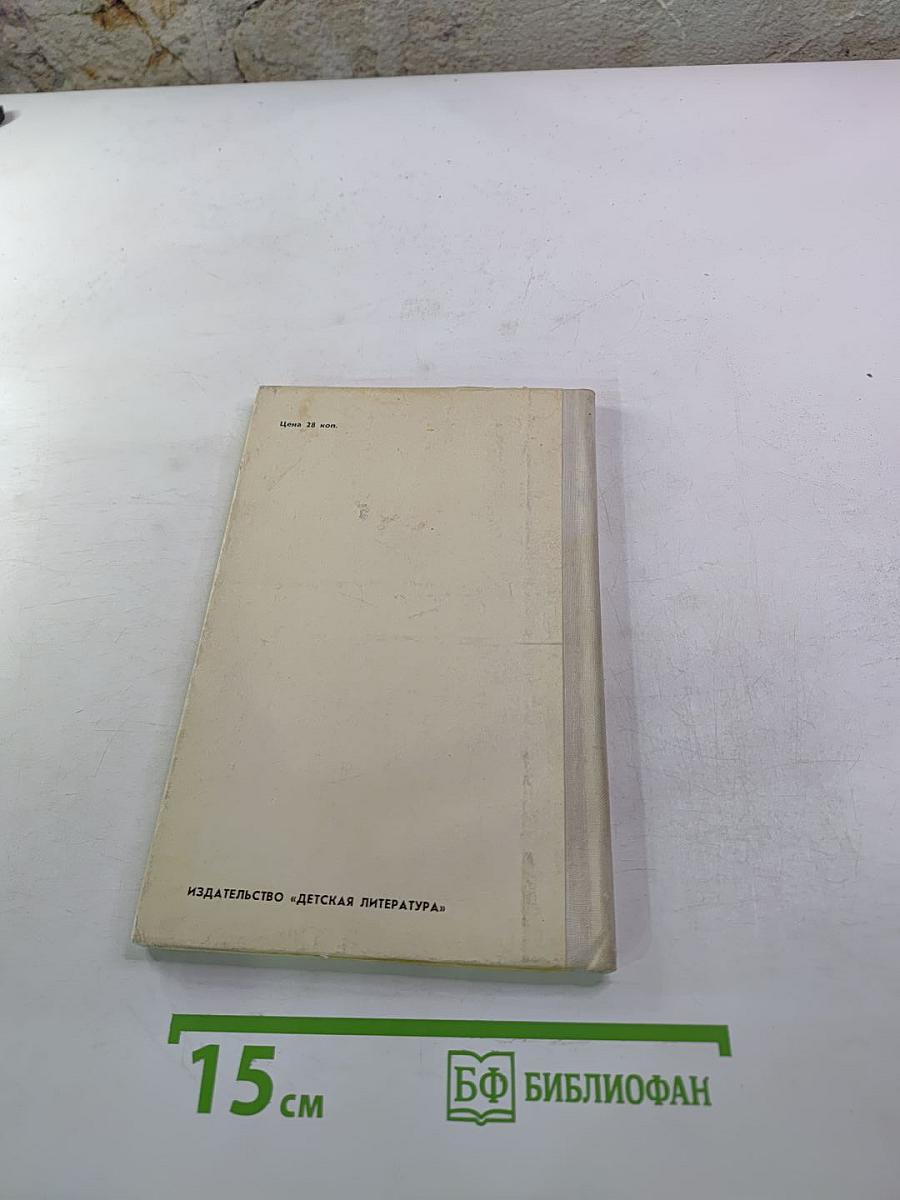 Цена 28 коп.
ИЗДАТЕЛЬСТВО «ДЕТСКАЯ ЛИТЕРАТУРА»
15 см
БФ БИБЛИОФАН